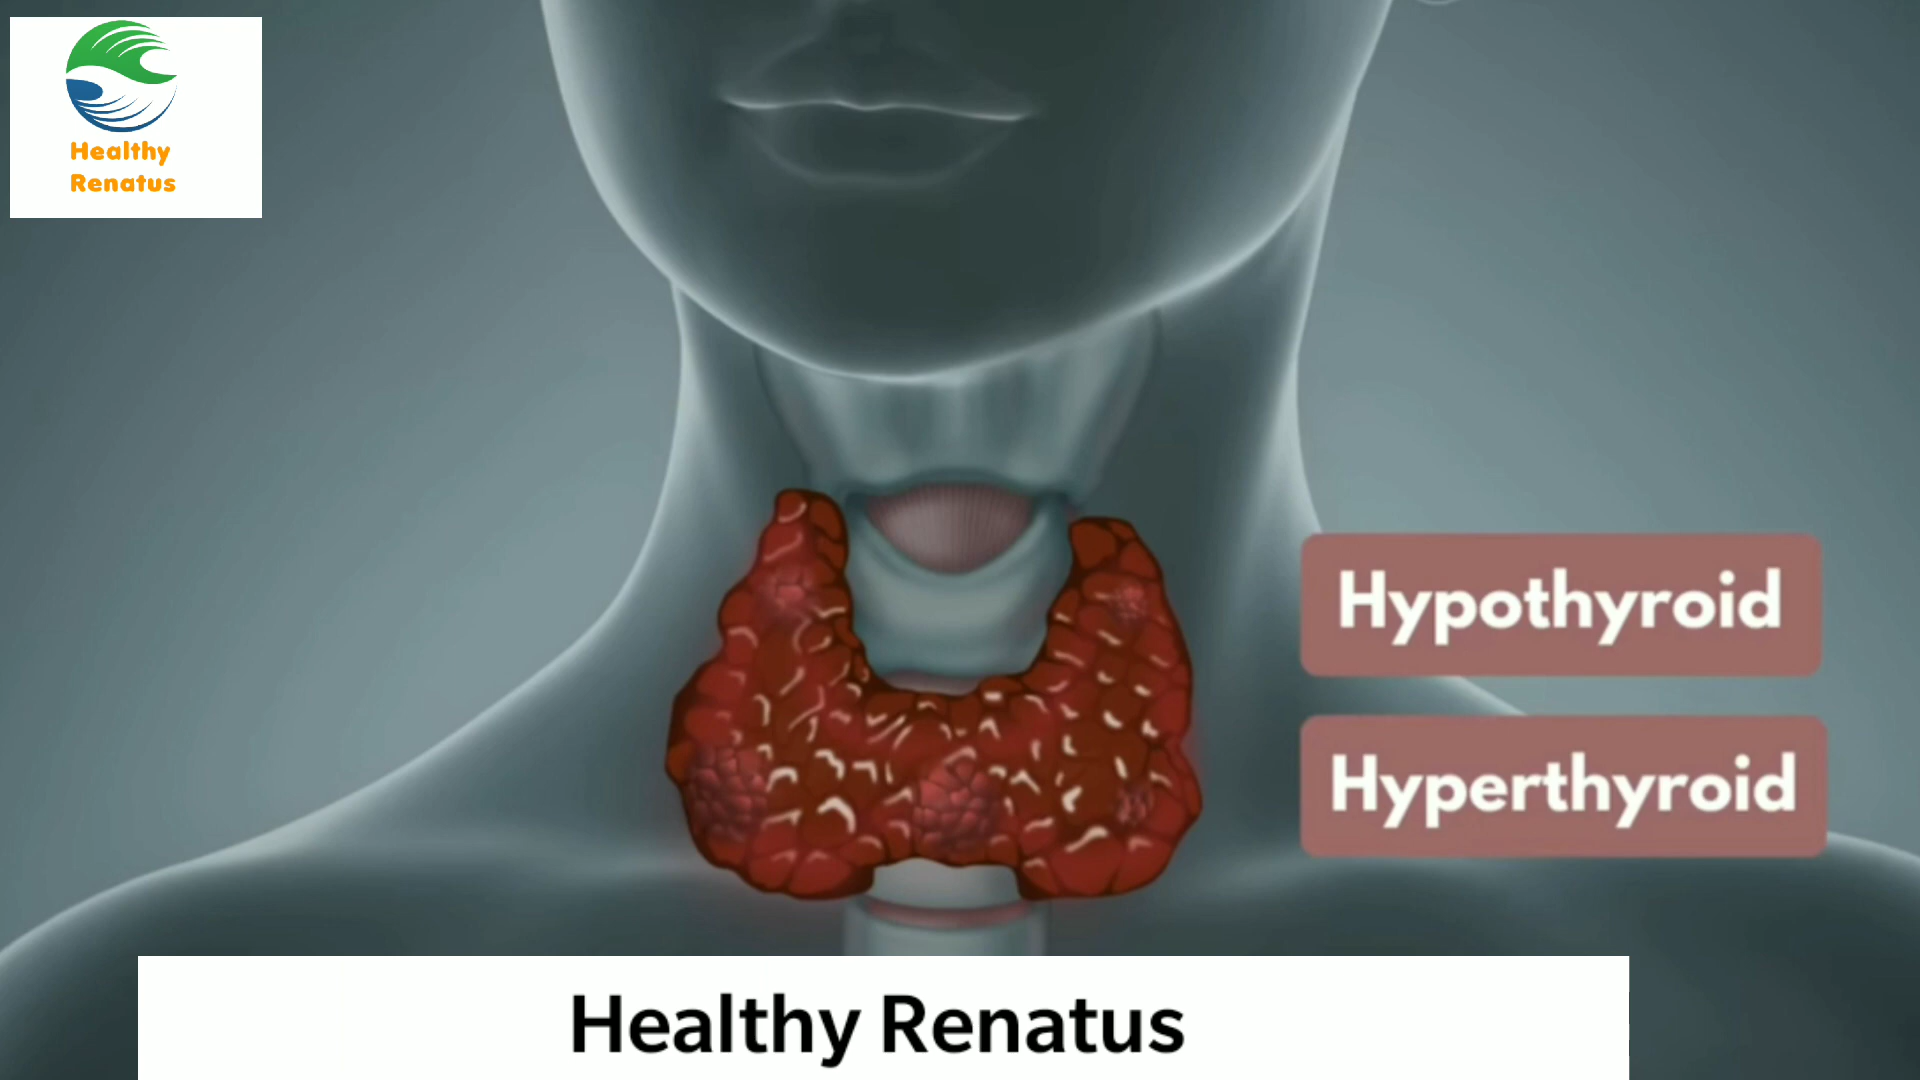 Healthy
Renatus
Hypothyroid
Hyperthyroid
Healthy Renatus